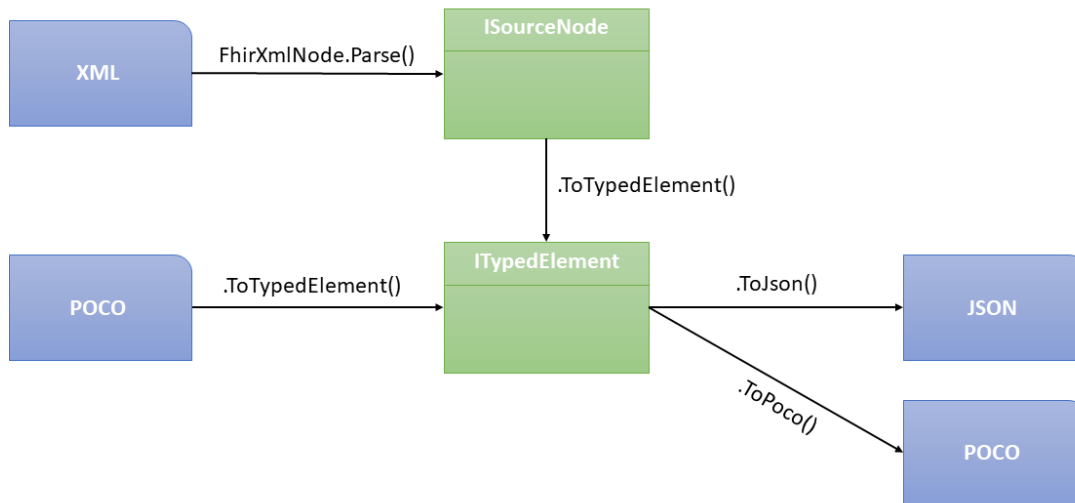 ISourceNode
FhirXmlNode.Parse()
XML
.ToTypedElement()
ITypedElement
.ToTypedElement()
.ToJson()
POCO
JSON
.ToPoco()
POCO